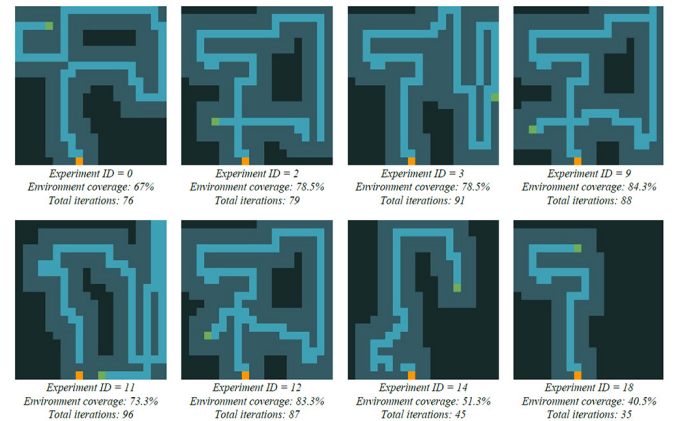 Experiment ID = 0
Environment coverage: 67%
Total iterations: 76
Experiment ID = 2
Environment coverage: 78.5%
Total iterations: 79
Experiment ID = 3
Environment coverage: 78.5%
Total iterations: 91
Experiment ID = 9
Environment coverage: 84.3%
Total iterations: 88
Experiment ID = 11
Environment coverage: 73.3%
Total iterations: 96
Experiment ID = 12
Environment coverage: 83.3%
Total iterations: 87
Experiment ID = 14
Environment coverage: 51.3%
Total iterations: 45
Experiment ID = 18
Environment coverage: 40.5%
Total iterations: 35